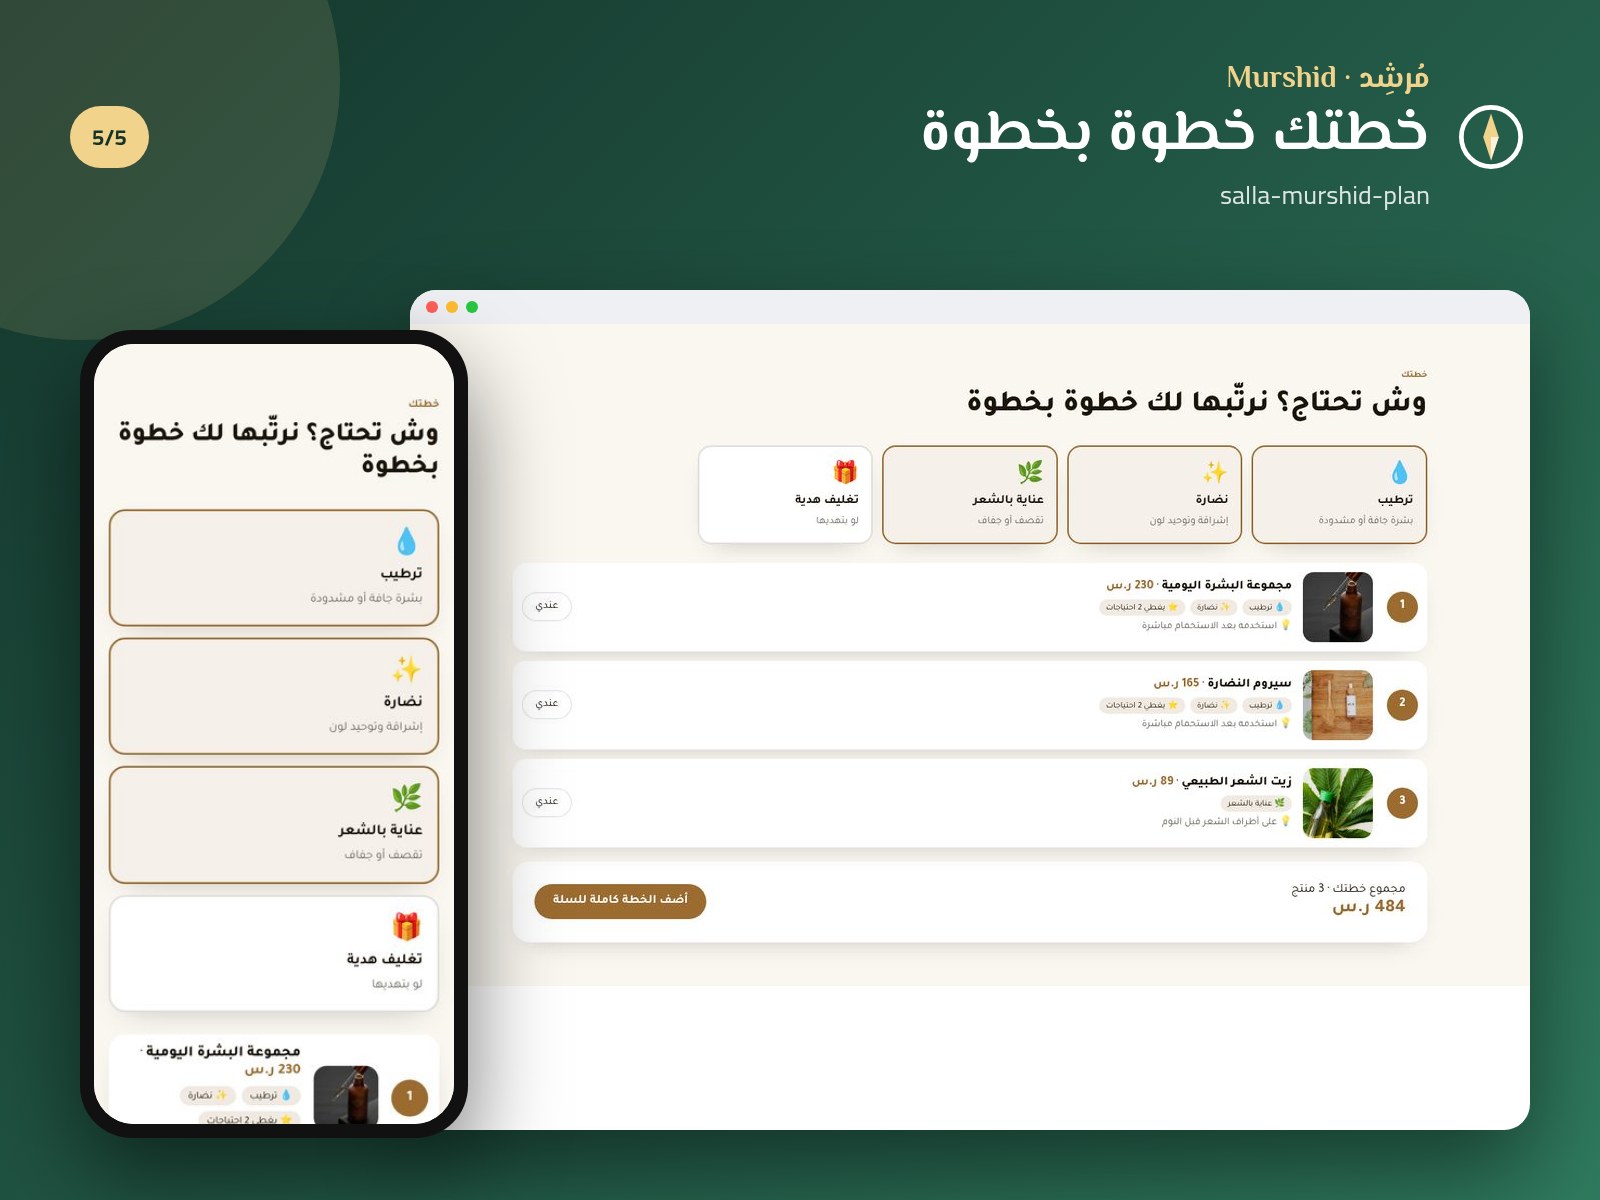 مُرشِد · Murshid
خطتك خطوة بخطوة
salla-murshid-plan
5/5
خطتك
وش تحتاج؟ نرتّبها لك خطوة بخطوة
💧
ترطيب
بشرة جافة أو مشدودة
✨
نضارة
إشراقة وتوحيد لون
🌿
عناية بالشعر
تقصف أو جفاف
🎁
تغليف هدية
لو بتهديها
1
مجموعة البشرة اليومية · 230 ر.س
💧 ترطيب ✨ نضارة ⭐ يغطي 2 احتياجات
💡 استخدمه بعد الاستحمام مباشرة
عندي
2
سيروم النضارة · 165 ر.س
💧 ترطيب ✨ نضارة ⭐ يغطي 2 احتياجات
💡 استخدمه بعد الاستحمام مباشرة
عندي
3
زيت الشعر الطبيعي · 89 ر.س
🌿 عناية بالشعر
💡 على أطراف الشعر قبل النوم
عندي
مجموع خطتك · 3 منتج
484 ر.س
أضف الخطة كاملة للسلة
خطتك
وش تحتاج؟ نرتّبها لك خطوة
بخطوة
💧
ترطيب
بشرة جافة أو مشدودة
✨
نضارة
إشراقة وتوحيد لون
🌿
عناية بالشعر
تقصف أو جفاف
🎁
تغليف هدية
لو بتهديها
1
مجموعة البشرة اليومية ·
230 ر.س
💧 ترطيب ✨ نضارة
⭐ يغطي 2 احتياجات